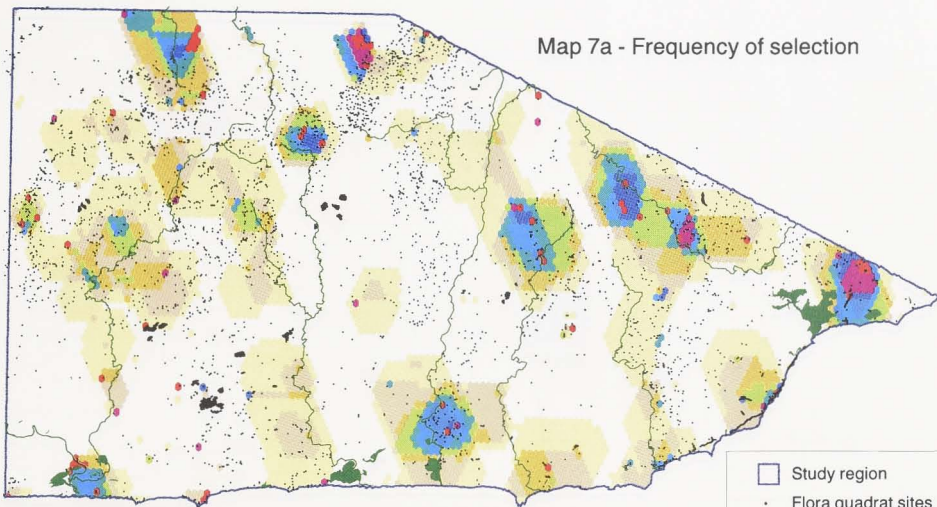 Map 7a - Frequency of selection
Study region
Flora quadrat sites